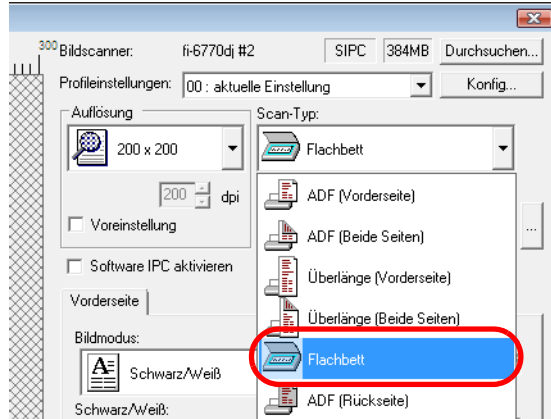 300 Bildscanner: fi-6770dj #2 SIPC 384MB Durchsuchen...
Profileinstellungen: 00 : aktuelle Einstellung Konfig...
Auflösung Scan-Typ:
200 x 200 Flachbett
200 dpi ADF (Vorderseite)
Voreinstellung ADF (Beide Seiten) ...
Software IPC aktivieren Überlänge (Vorderseite)
Vorderseite Überlänge (Beide Seiten)
Bildmodus: Flachbett
Schwarz/Weiß
Schwarz/Weiß: ADF (Rückseite)